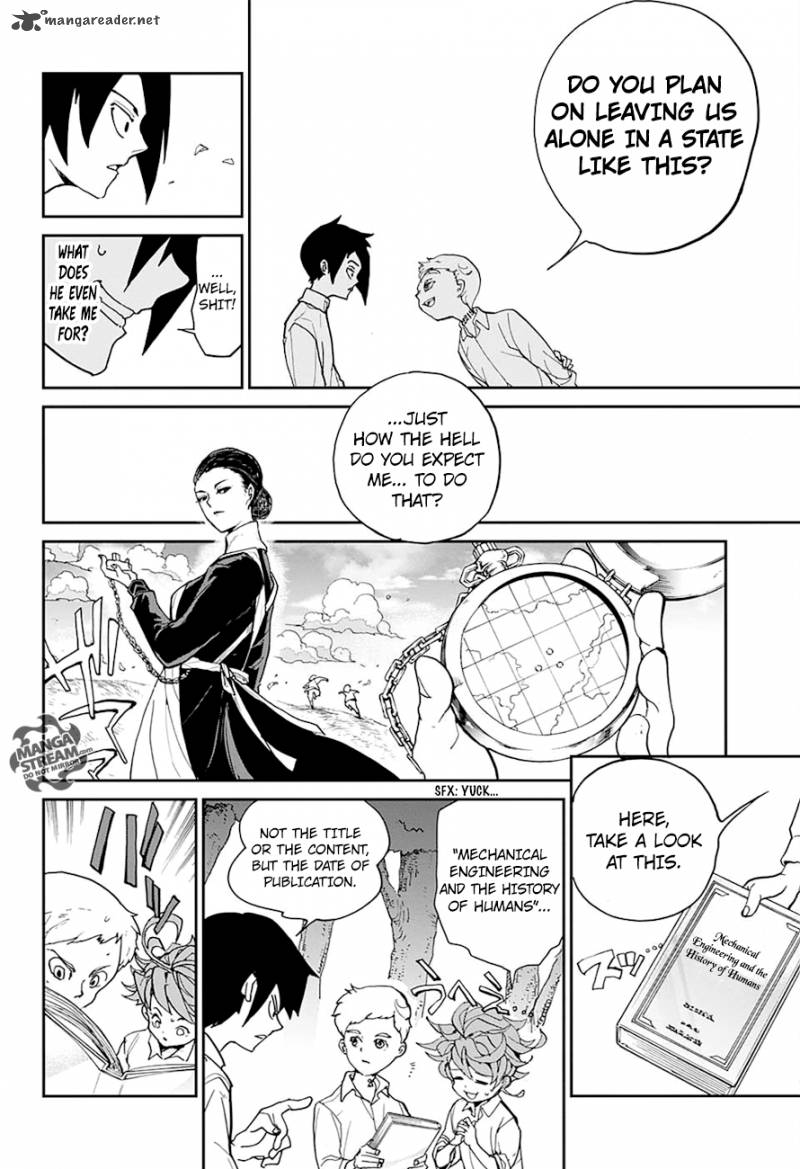 mangareader.net
DO YOU PLAN
ON LEAVING US
ALONE IN A STATE
LIKE THIS?
...
WELL,
SHIT!
WHAT
DOES
HE EVEN
TAKE ME
FOR?
...JUST
HOW THE HELL
DO YOU EXPECT
ME... TO DO
THAT?
MANGA
STREAM.com
DO NOT MIRROR
HERE,
TAKE A LOOK
AT THIS.
Mechanical
Engineering and the
History of Humans
スッ…
SFX: YUCK...
"MECHANICAL
ENGINEERING
AND THE HISTORY
OF HUMANS"...
NOT THE TITLE
OR THE CONTENT,
BUT THE DATE OF
PUBLICATION.